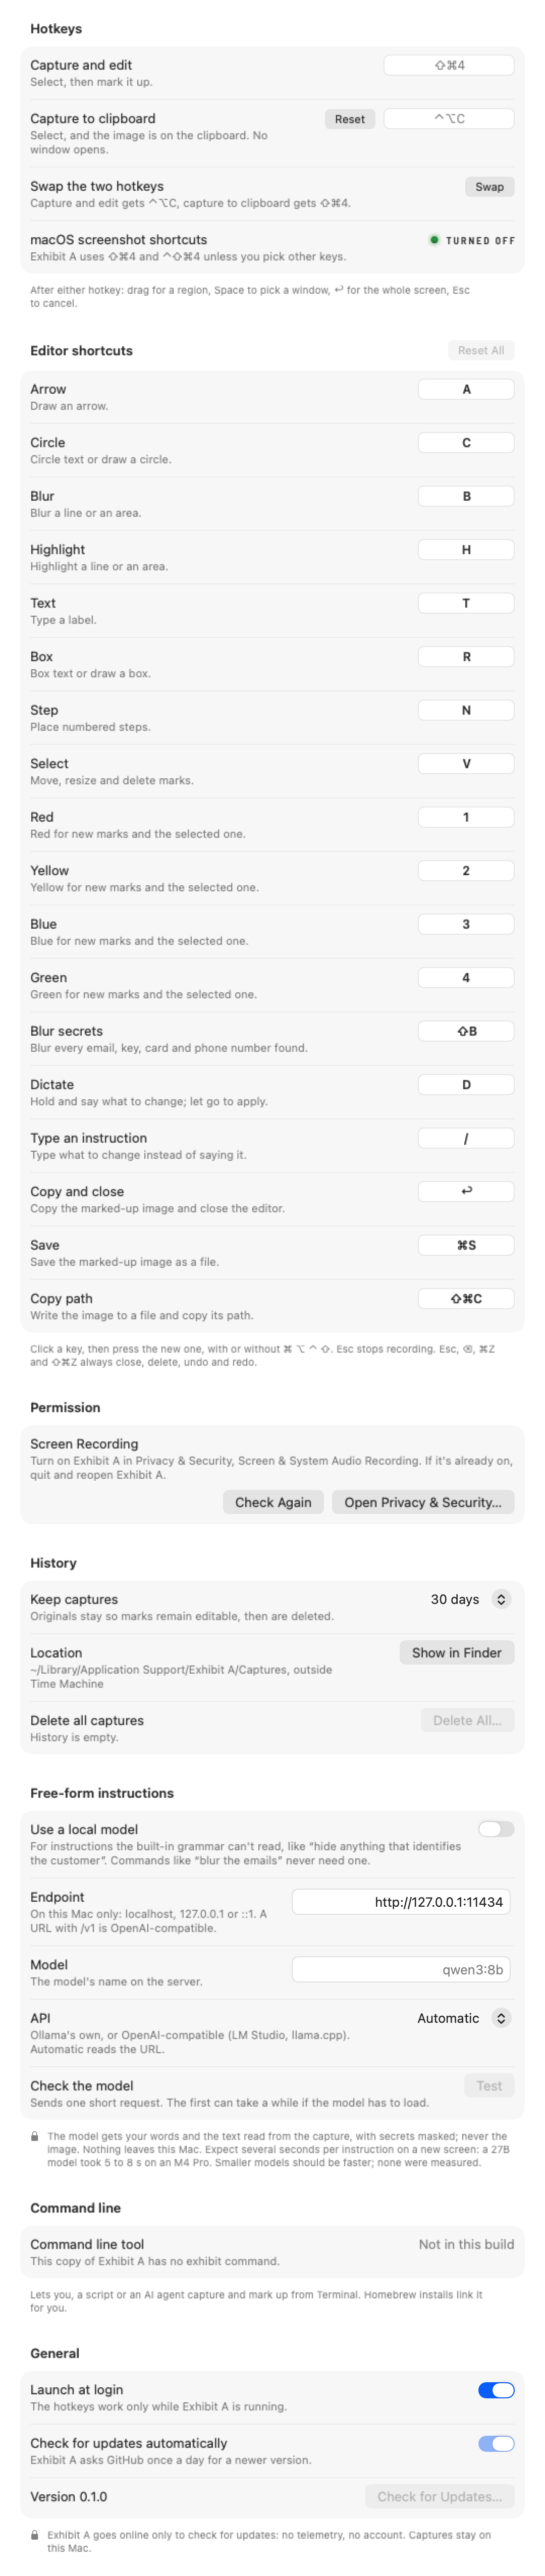 Hotkeys
Capture and edit
⇧⌘4
Select, then mark it up.
Capture to clipboard
Reset
⌃⌥C
Select, and the image is on the clipboard. No
window opens.
Swap the two hotkeys
Swap
Capture and edit gets ⌃⌥C, capture to clipboard gets ⇧⌘4.
macOS screenshot shortcuts
TURNED OFF
Exhibit A uses ⇧⌘4 and ⌃⇧⌘4 unless you pick other keys.
After either hotkey: drag for a region, Space to pick a window, ↩ for the whole screen, Esc
to cancel.
Editor shortcuts
Reset All
Arrow
A
Draw an arrow.
Circle
C
Circle text or draw a circle.
Blur
B
Blur a line or an area.
Highlight
H
Highlight a line or an area.
Text
T
Type a label.
Box
R
Box text or draw a box.
Step
N
Place numbered steps.
Select
V
Move, resize and delete marks.
Red
1
Red for new marks and the selected one.
Yellow
2
Yellow for new marks and the selected one.
Blue
3
Blue for new marks and the selected one.
Green
4
Green for new marks and the selected one.
Blur secrets
⇧B
Blur every email, key, card and phone number found.
Dictate
D
Hold and say what to change; let go to apply.
Type an instruction
/
Type what to change instead of saying it.
Copy and close
↩
Copy the marked-up image and close the editor.
Save
⌘S
Save the marked-up image as a file.
Copy path
⇧⌘C
Write the image to a file and copy its path.
Click a key, then press the new one, with or without ⌘ ⌥ ⌃ ⇧. Esc stops recording. Esc, ⌫, ⌘Z
and ⇧⌘Z always close, delete, undo and redo.
Permission
Screen Recording
Turn on Exhibit A in Privacy & Security, Screen & System Audio Recording. If it's already on,
quit and reopen Exhibit A.
Check Again
Open Privacy & Security...
History
Keep captures
30 days
Originals stay so marks remain editable, then are deleted.
Location
Show in Finder
~/Library/Application Support/Exhibit A/Captures, outside
Time Machine
Delete all captures
Delete All...
History is empty.
Free-form instructions
Use a local model
For instructions the built-in grammar can't read, like "hide anything that identifies
the customer". Commands like "blur the emails" never need one.
Endpoint
http://127.0.0.1:11434
On this Mac only: localhost, 127.0.0.1 or ::1. A
URL with /v1 is OpenAI-compatible.
Model
qwen3:8b
The model's name on the server.
API
Automatic
Ollama's own, or OpenAI-compatible (LM Studio, llama.cpp).
Automatic reads the URL.
Check the model
Test
Sends one short request. The first can take a while if the model has to load.
The model gets your words and the text read from the capture, with secrets masked; never the
image. Nothing leaves this Mac. Expect several seconds per instruction on a new screen: a 27B
model took 5 to 8 s on an M4 Pro. Smaller models should be faster; none were measured.
Command line
Command line tool
Not in this build
This copy of Exhibit A has no exhibit command.
Lets you, a script or an AI agent capture and mark up from Terminal. Homebrew installs link it
for you.
General
Launch at login
The hotkeys work only while Exhibit A is running.
Check for updates automatically
Exhibit A asks GitHub once a day for a newer version.
Version 0.1.0
Check for Updates...
Exhibit A goes online only to check for updates: no telemetry, no account. Captures stay on
this Mac.